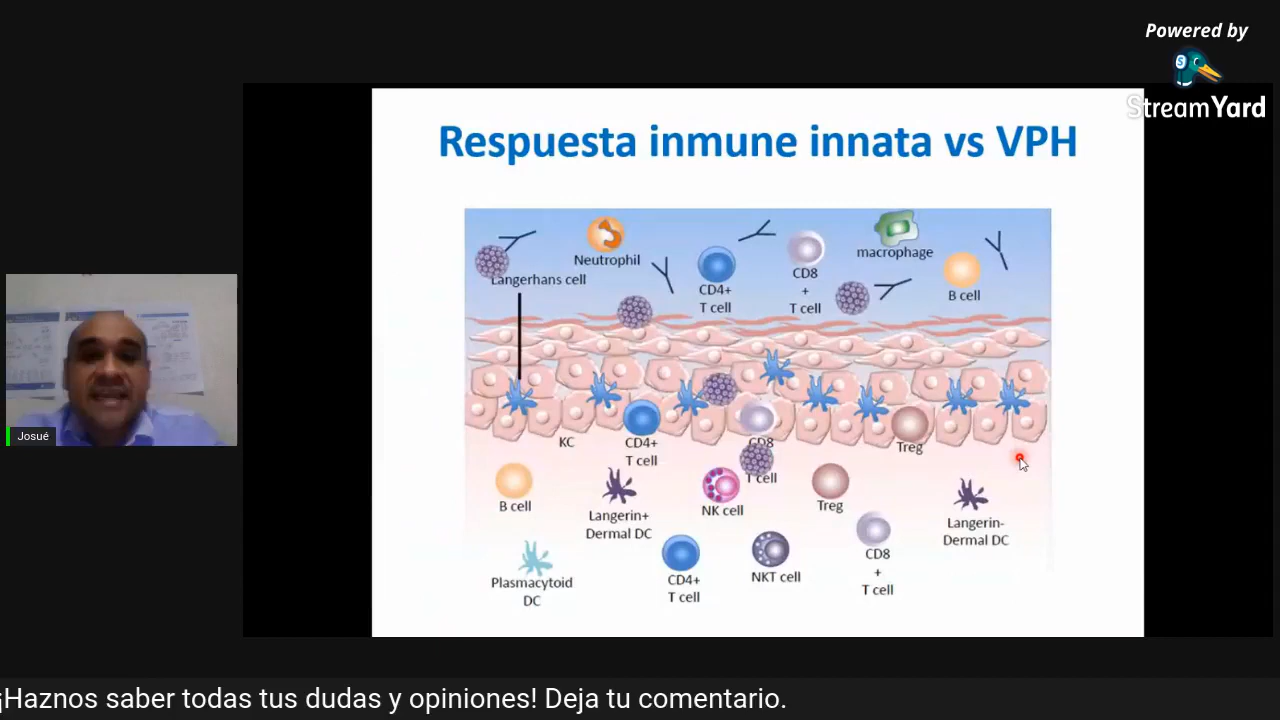 Powered by
StreamYard
Respuesta inmune innata vs VPH
Neutrophil
Langerhans cell
CD4+
T cell
CD8
+
T cell
macrophage
B cell
KC
CD4+
T cell
CD8
T cell
Treg
B cell
Langerin+
Dermal DC
NK cell
Treg
Langerin-
Dermal DC
Plasmacytoid
DC
CD4+
T cell
NKT cell
CD8
+
T cell
Josué
¡Haznos saber todas tus dudas y opiniones! Deja tu comentario.